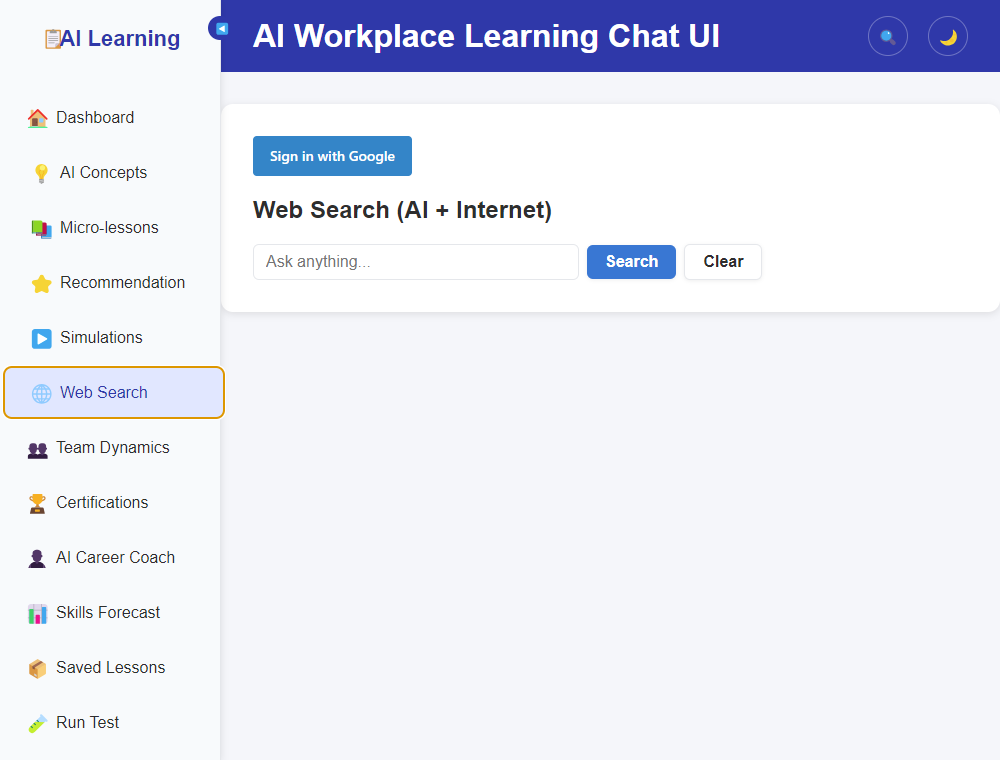 AI Learning
AI Workplace Learning Chat UI
Dashboard
AI Concepts
Micro-lessons
Recommendation
Simulations
Web Search
Team Dynamics
Certifications
AI Career Coach
Skills Forecast
Saved Lessons
Run Test
Sign in with Google
Web Search (AI + Internet)
Ask anything...
Search
Clear